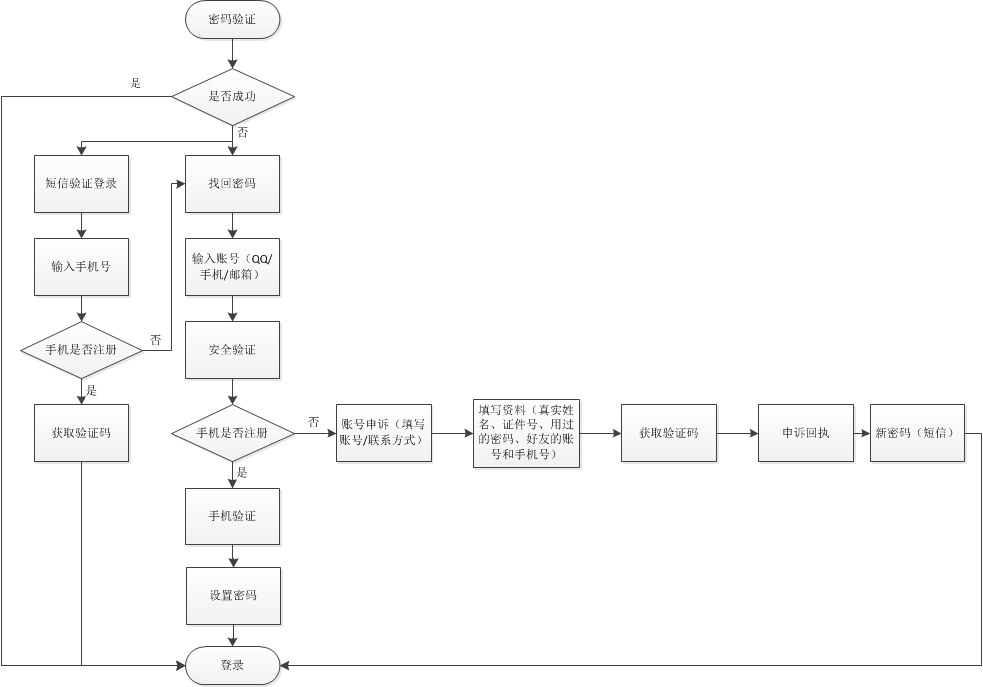 密码验证
是
是否成功
否
短信验证登录
找回密码
输入手机号
输入账号（QQ/
手机/邮箱）
手机是否注册
否
安全验证
是
获取验证码
手机是否注册
否
账号申诉（填写
账号/联系方式）
填写资料（真实姓
名、证件号、用过
的密码、好友的账
号和手机号）
获取验证码
申诉回执
新密码（短信）
是
手机验证
设置密码
登录